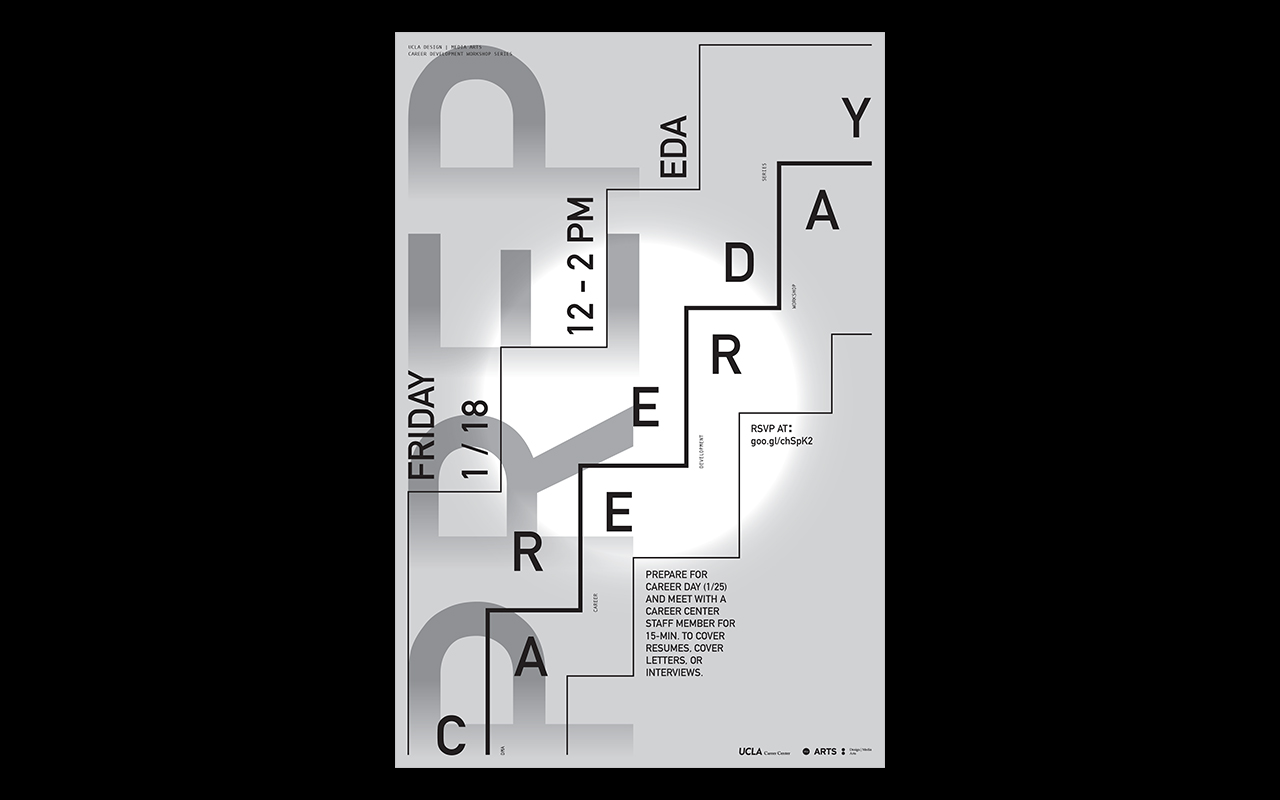 UCLA DESIGN | MEDIA ARTS
CAREER DEVELOPMENT WORKSHOP SERIES
PREP
FRIDAY
1 / 18
12 - 2 PM
EDA
CAREER DAY
DMA
CAREER
DEVELOPMENT
WORKSHOP
SERIES
RSVP AT:
goo.gl/chSpK2
PREPARE FOR
CAREER DAY (1/25)
AND MEET WITH A
CAREER CENTER
STAFF MEMBER FOR
15-MIN. TO COVER
RESUMES, COVER
LETTERS, OR
INTERVIEWS.
UCLA Career Center
ARTS
Design | Media
Arts